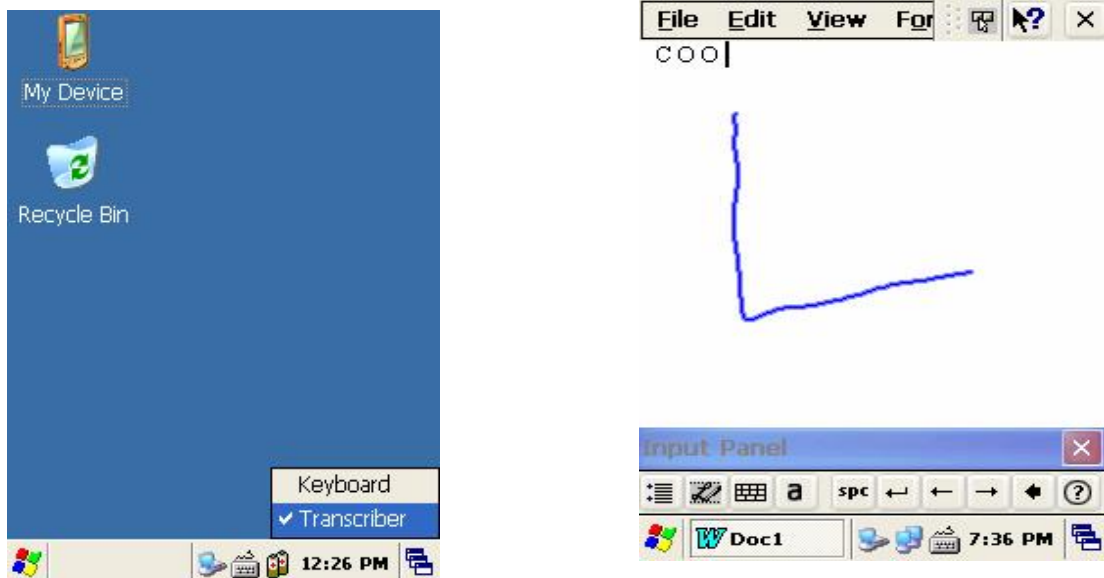 My Device
Recycle Bin
Keyboard
Transcriber
12:26 PM
File Edit View For
?
coo
L
Input Panel
a spc
?
W Doc1
7:36 PM